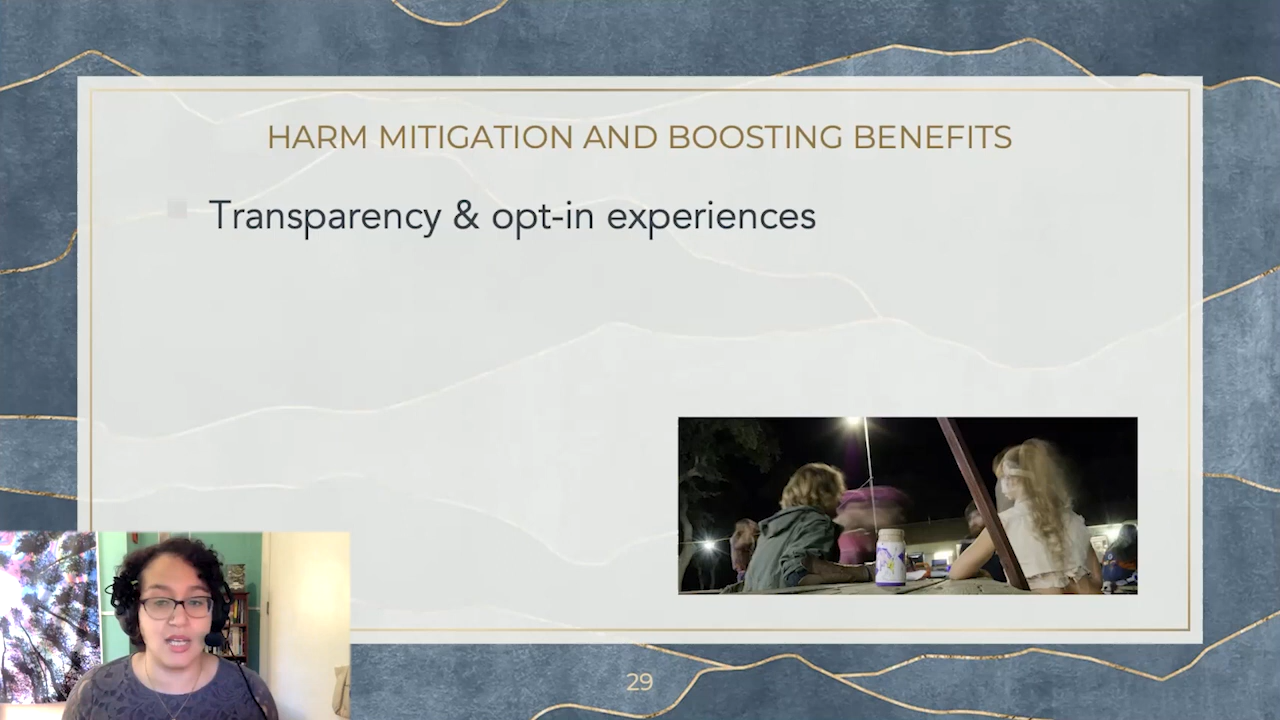 HARM MITIGATION AND BOOSTING BENEFITS
Transparency & opt-in experiences
29